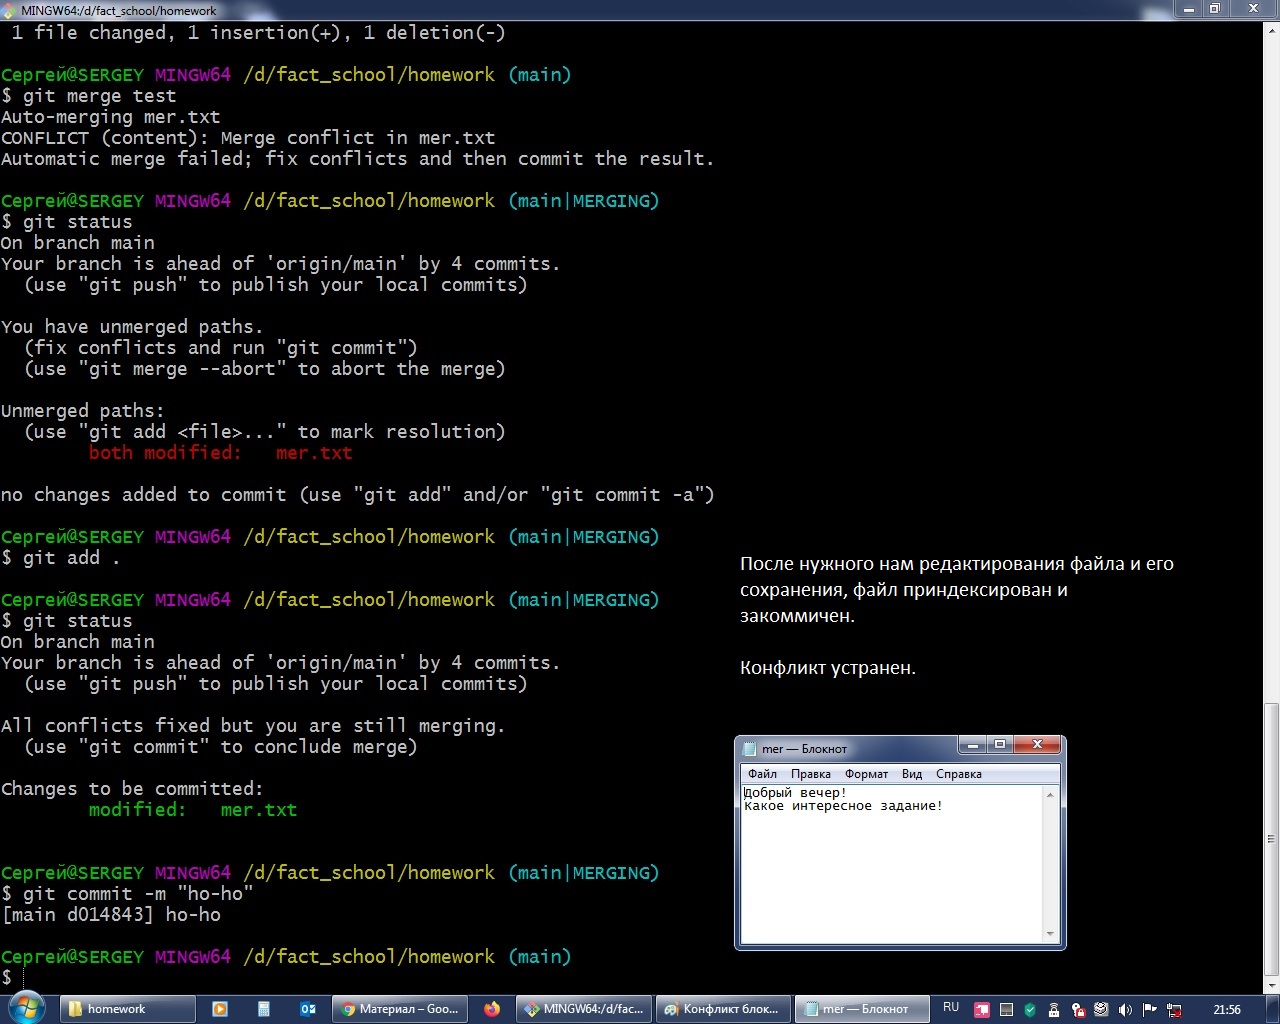 MINGW64:/d/fact_school/homework
1 file changed, 1 insertion(+), 1 deletion(-)
Сергей@SERGEY MINGW64 /d/fact_school/homework (main)
$ git merge test
Auto-merging mer.txt
CONFLICT (content): Merge conflict in mer.txt
Automatic merge failed; fix conflicts and then commit the result.
Сергей@SERGEY MINGW64 /d/fact_school/homework (main|MERGING)
$ git status
On branch main
Your branch is ahead of 'origin/main' by 4 commits.
(use "git push" to publish your local commits)
You have unmerged paths.
(fix conflicts and run "git commit")
(use "git merge --abort" to abort the merge)
Unmerged paths:
(use "git add <file>..." to mark resolution)
both modified: mer.txt
no changes added to commit (use "git add" and/or "git commit -a")
Сергей@SERGEY MINGW64 /d/fact_school/homework (main|MERGING)
$ git add .
Сергей@SERGEY MINGW64 /d/fact_school/homework (main|MERGING)
$ git status
On branch main
Your branch is ahead of 'origin/main' by 4 commits.
(use "git push" to publish your local commits)
All conflicts fixed but you are still merging.
(use "git commit" to conclude merge)
Changes to be committed:
modified: mer.txt
Сергей@SERGEY MINGW64 /d/fact_school/homework (main|MERGING)
$ git commit -m "ho-ho"
[main d014843] ho-ho
Сергей@SERGEY MINGW64 /d/fact_school/homework (main)
$
После нужного нам редактирования файла и его
сохранения, файл приндексирован и
закоммичен.
Конфликт устранен.
mer — Блокнот
Файл Правка Формат Вид Справка
Добрый вечер!
Какое интересное задание!
homework
Материал – Goo...
MINGW64:/d/fac...
Конфликт блок...
mer — Блокнот
RU
21:56